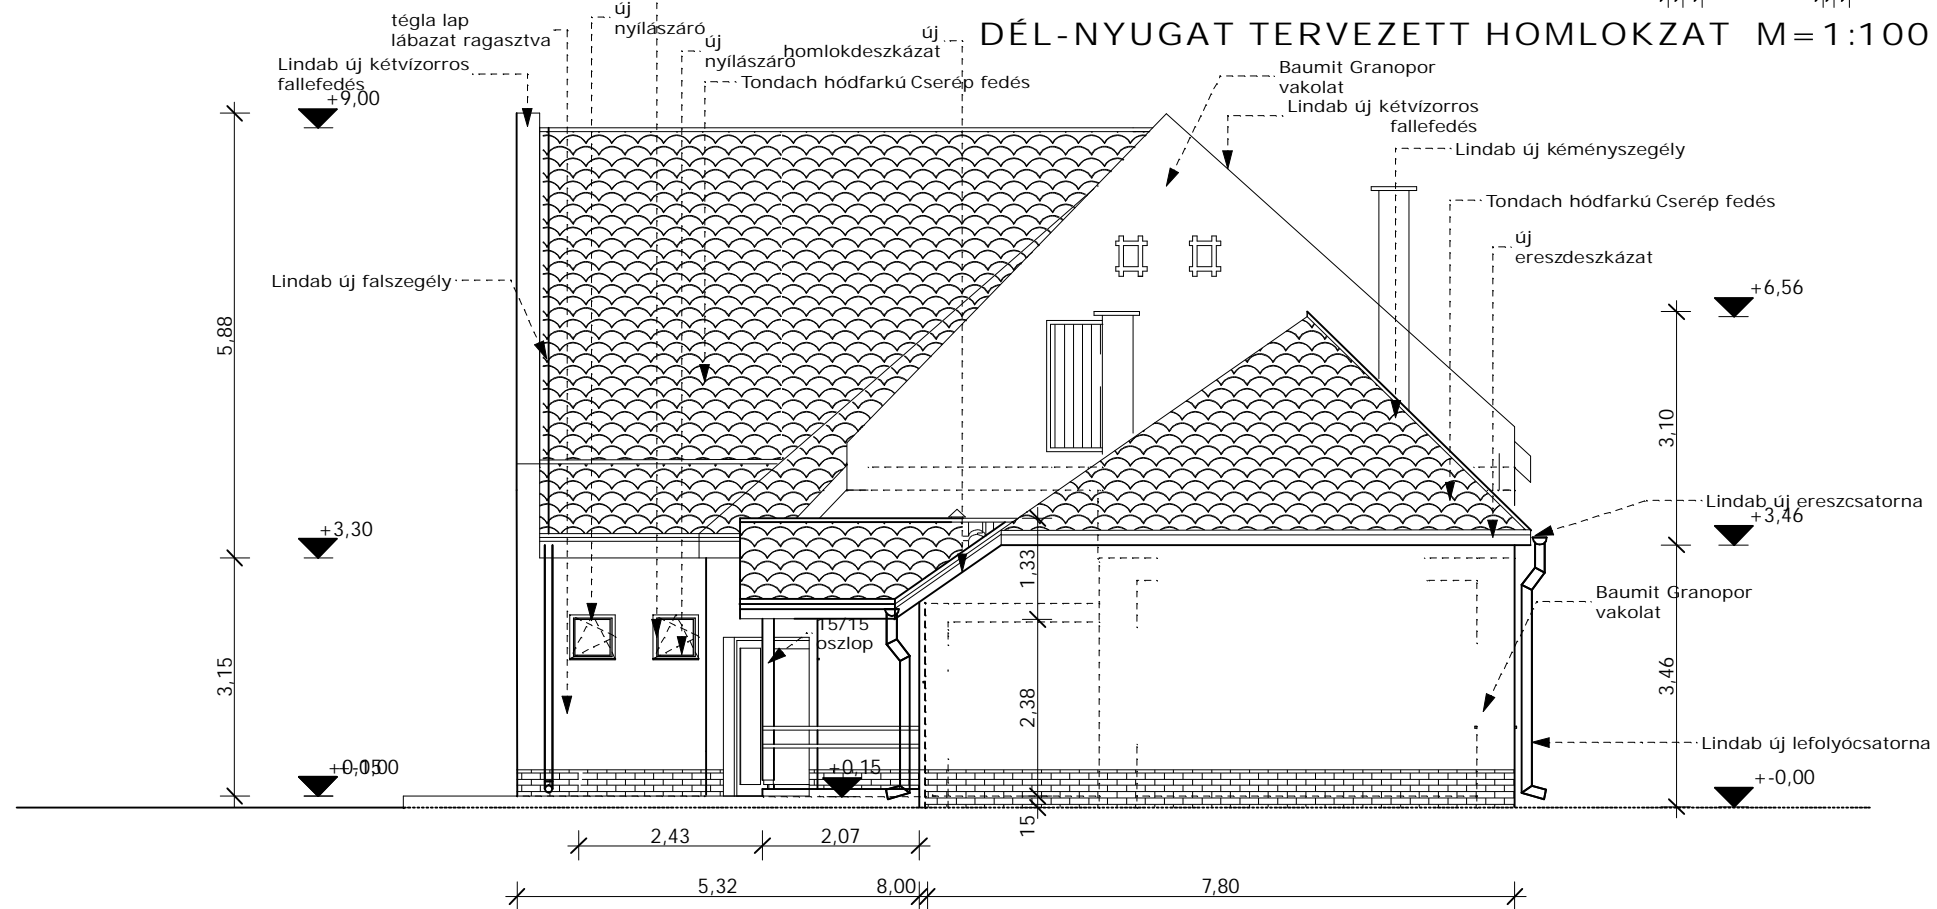 DÉL-NYUGAT TERVEZETT HOMLOKZAT M=1:100
tégla lap
lábazat ragasztva
új
nyílászáró
új
nyílászáró
új
homlokdeszkázat
Lindab új kétvízorros
fallefedés
Tondach hódfarkú Cserép fedés
Baumit Granopor
vakolat
Lindab új kétvízorros
fallefedés
Lindab új kéményszegély
Tondach hódfarkú Cserép fedés
új
ereszdeszkázat
+9,00
Lindab új falszegély
+6,56
5,88
3,10
Lindab új ereszcsatorna
+3,46
+3,30
1,33
Baumit Granopor
vakolat
15/15
oszlop
3,15
2,38
3,46
Lindab új lefolyócsatorna
+0,15
+-0,00
15
2,43
2,07
5,32
8,00
7,80